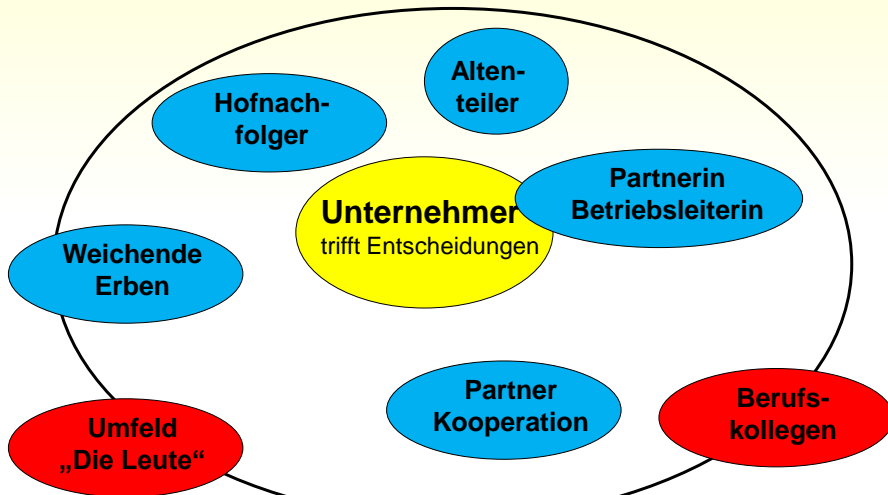 Alten-
teiler
Hofnach-
folger
Partnerin
Betriebsleiterin
Unternehmer
trifft Entscheidungen
Weichende
Erben
Partner
Kooperation
Berufs-
kollegen
Umfeld
„Die Leute“